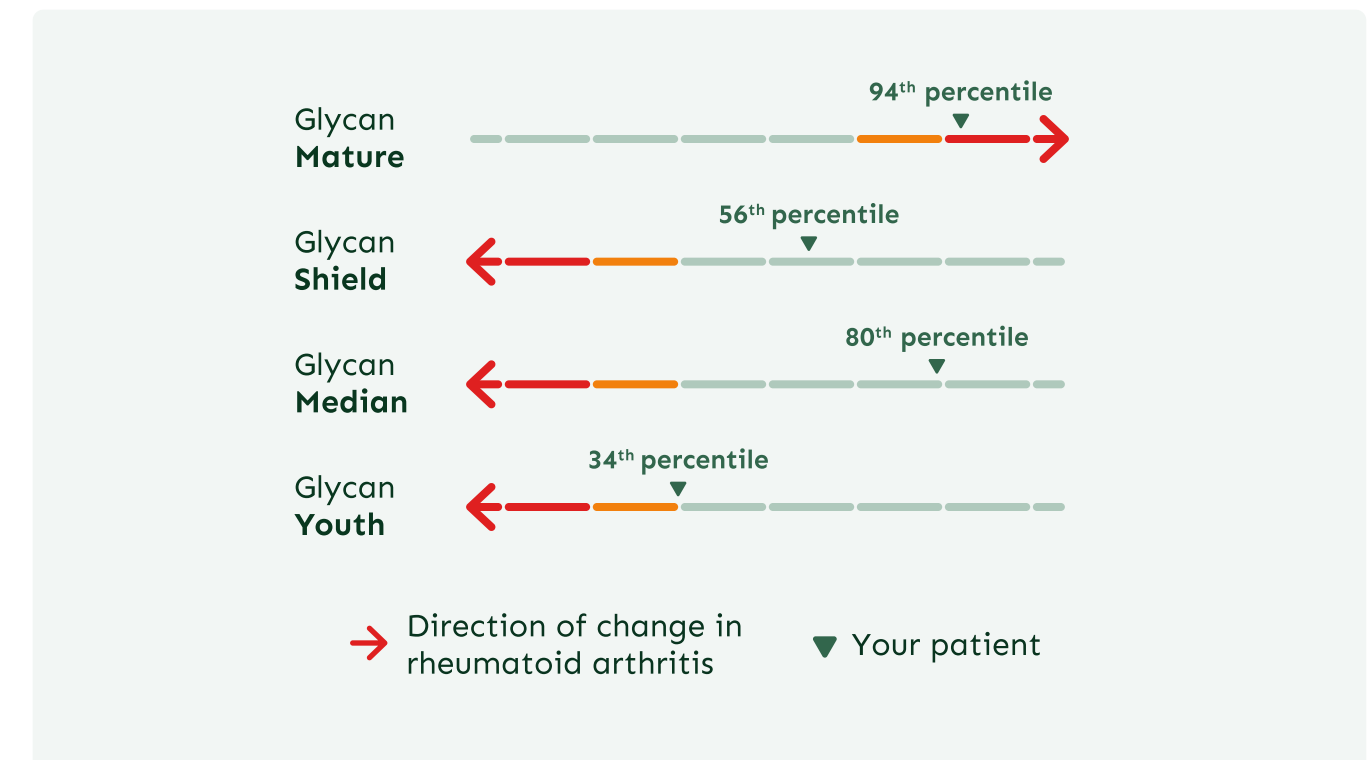 94th percentile
Glycan
Mature
56th percentile
Glycan
Shield
80th percentile
Glycan
Median
34th percentile
Glycan
Youth
Direction of change in
rheumatoid arthritis
Your patient